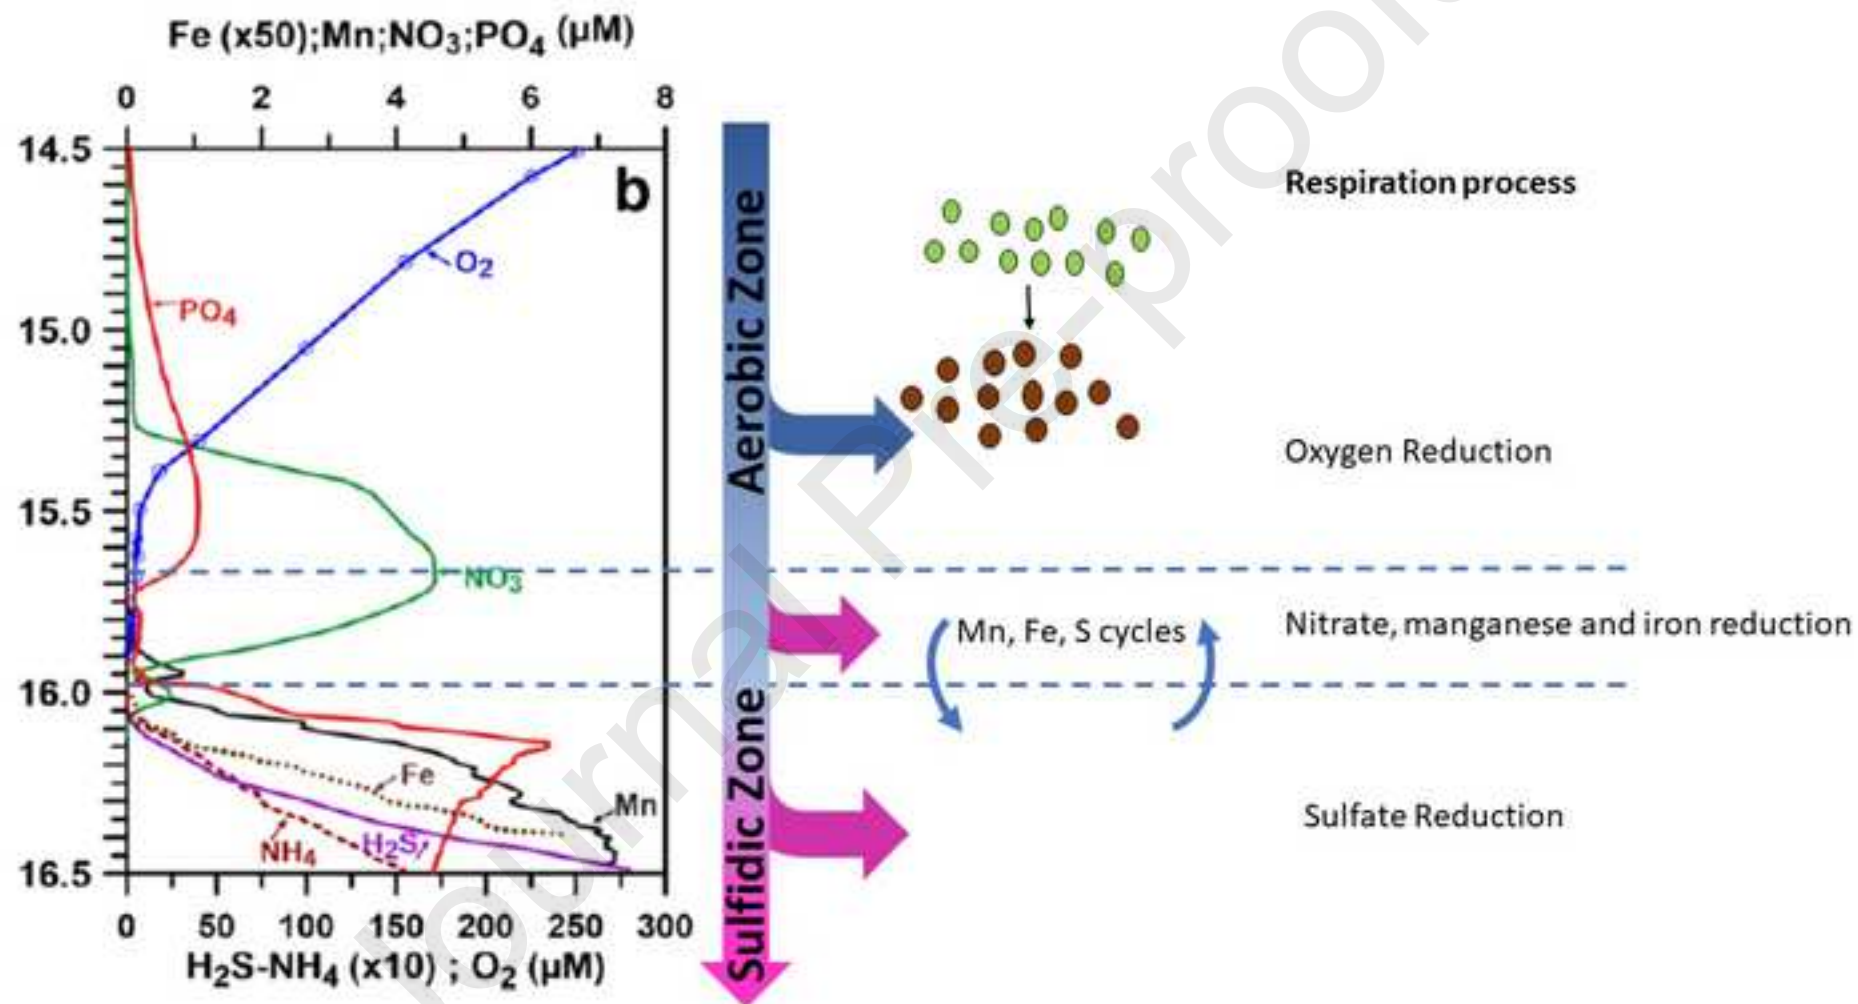 Fe (x50);Mn;NO3;PO4 (μM)
0 2 4 6 8
14.5
15.0
15.5
16.0
16.5
b
O2
PO4
NO3
Fe
Mn
H2S
NH4
0 50 100 150 200 250 300
H2S-NH4 (x10) ; O2 (μM)
Aerobic Zone
Sulfidic Zone
Respiration process
Oxygen Reduction
Mn, Fe, S cycles
Nitrate, manganese and iron reduction
Sulfate Reduction
Journal Pre-proof